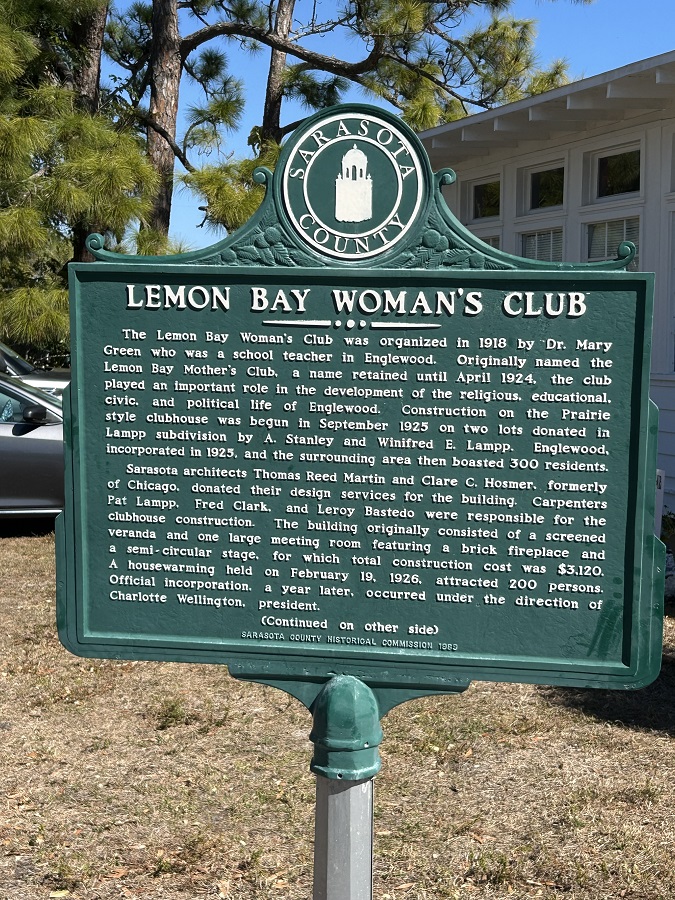 SARASOTA
COUNTY
LEMON BAY WOMAN'S CLUB
The Lemon Bay Woman's Club was organized in 1918 by Dr. Mary
Green who was a school teacher in Englewood. Originally named the
Lemon Bay Mother's Club, a name retained until April 1924, the club
played an important role in the development of the religious, educational,
civic, and political life of Englewood. Construction on the Prairie
style clubhouse was begun in September 1925 on two lots donated in
Lampp subdivision by A. Stanley and Winifred E. Lampp. Englewood,
incorporated in 1925, and the surrounding area then boasted 300 residents.
Sarasota architects Thomas Reed Martin and Clare C. Hosmer, formerly
of Chicago, donated their design services for the building. Carpenters
Pat Lampp, Fred Clark, and Leroy Bastedo were responsible for the
clubhouse construction. The building originally consisted of a screened
veranda and one large meeting room featuring a brick fireplace and
a semi-circular stage, for which total construction cost was $3,120.
A housewarming held on February 19, 1926, attracted 200 persons.
Official incorporation, a year later, occurred under the direction of
Charlotte Wellington, president.
(Continued on other side)
SARASOTA COUNTY HISTORICAL COMMISSION 1983